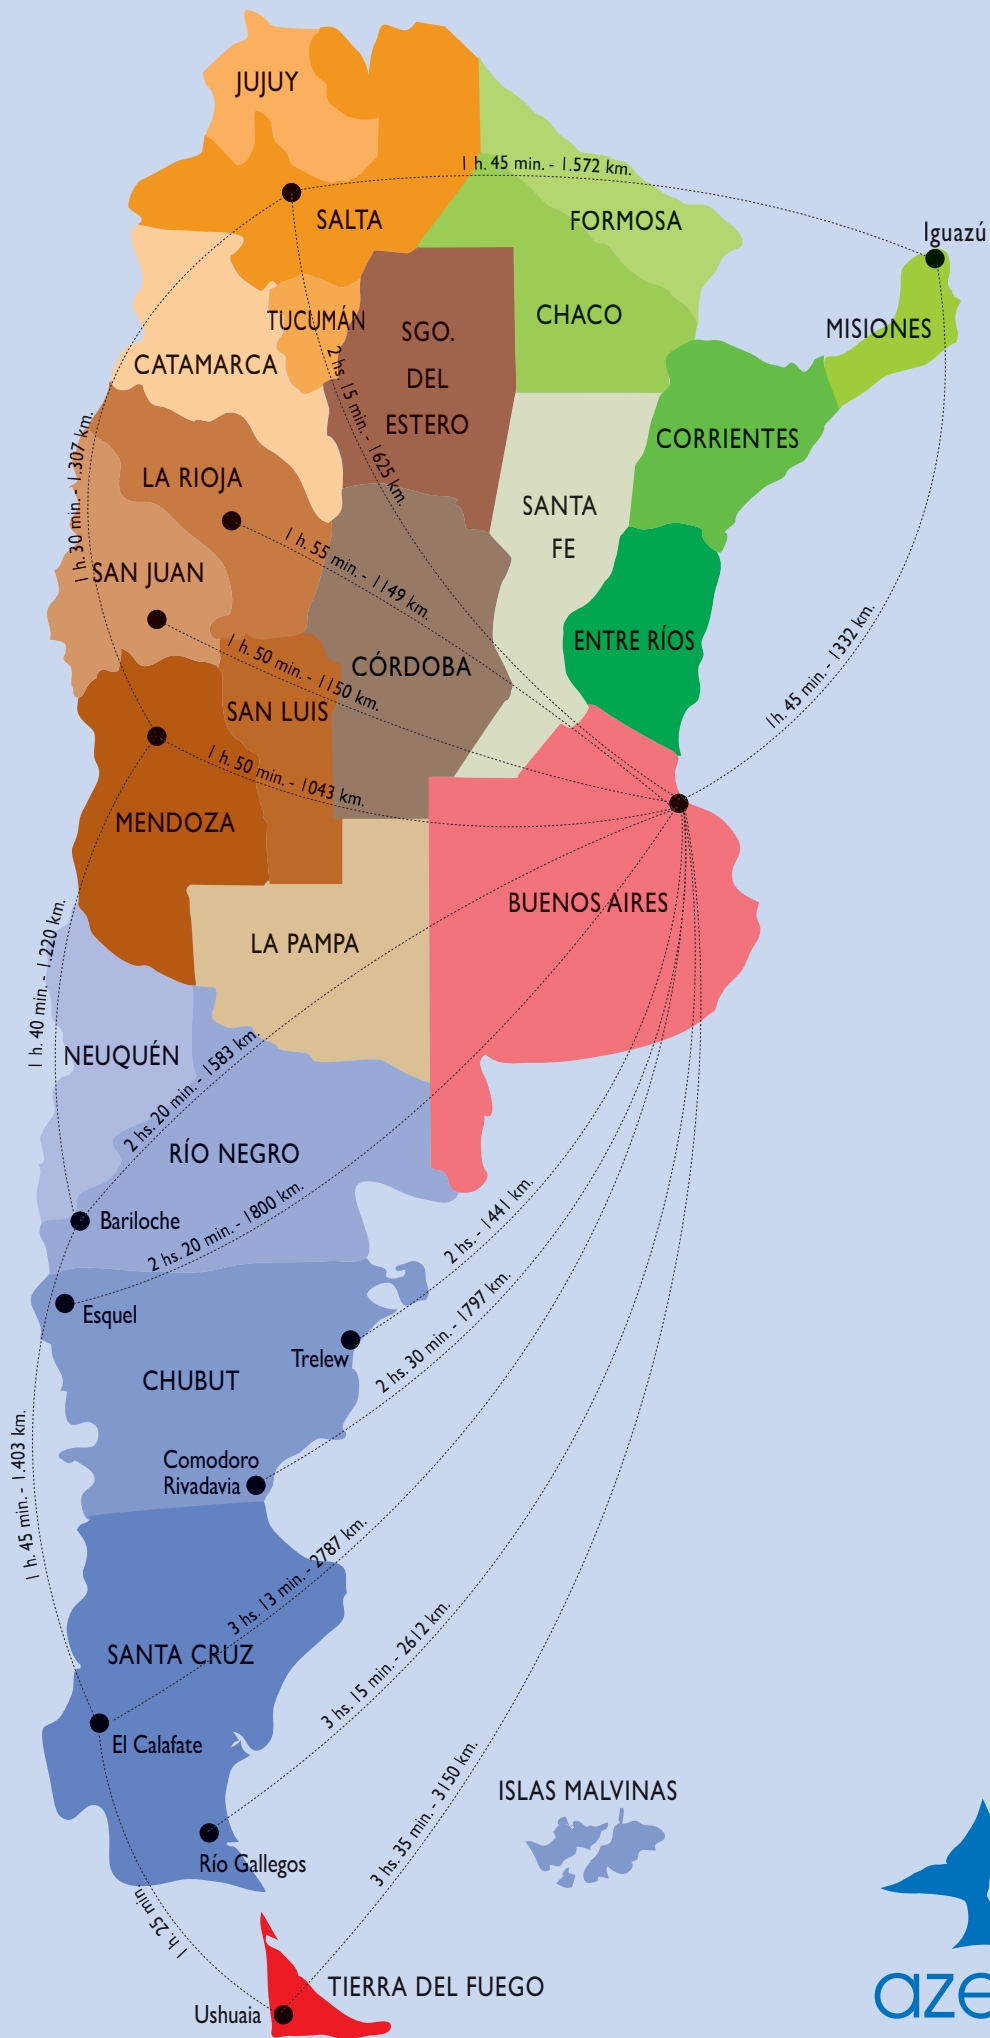 JUJUY
1 h. 45 min. - 1.572 km.
SALTA
FORMOSA
Iguazú
CHACO
TUCUMÁN
MISIONES
SGO.
DEL
ESTERO
CATAMARCA
2 hs. 15 min. - 1625 km.
CORRIENTES
1 h. 30 min. - 1.307 km.
LA RIOJA
SANTA
FE
1 h. 55 min. - 1149 km.
SAN JUAN
ENTRE RÍOS
1 h. 50 min. - 1150 km.
CÓRDOBA
1h. 45 min. - 1332 km.
SAN LUIS
1 h. 50 min. - 1043 km.
MENDOZA
BUENOS AIRES
LA PAMPA
1 h. 40 min. - 1.220 km.
NEUQUÉN
2 hs. 20 min. - 1583 km.
RÍO NEGRO
Bariloche
2 hs. 20 min. - 1800 km.
2 hs. - 1441 km.
Esquel
2 hs. 30 min. - 1797 km.
Trelew
CHUBUT
Comodoro
Rivadavia
1 h. 45 min. - 1.403 km.
3 hs. 13 min. - 2787 km.
SANTA CRUZ
3 hs. 15 min. - 2612 km.
El Calafate
3 hs. 35 min. - 3150 km.
ISLAS MALVINAS
Río Gallegos
1 h. 25 min.
TIERRA DEL FUEGO
Ushuaia
aze